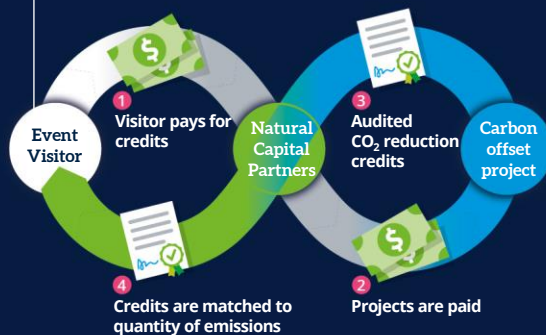 Event
Visitor
1
Visitor pays for
credits
Natural
Capital
Partners
3
Audited
CO₂ reduction
credits
Carbon
offset
project
4
Credits are matched to
quantity of emissions
2
Projects are paid